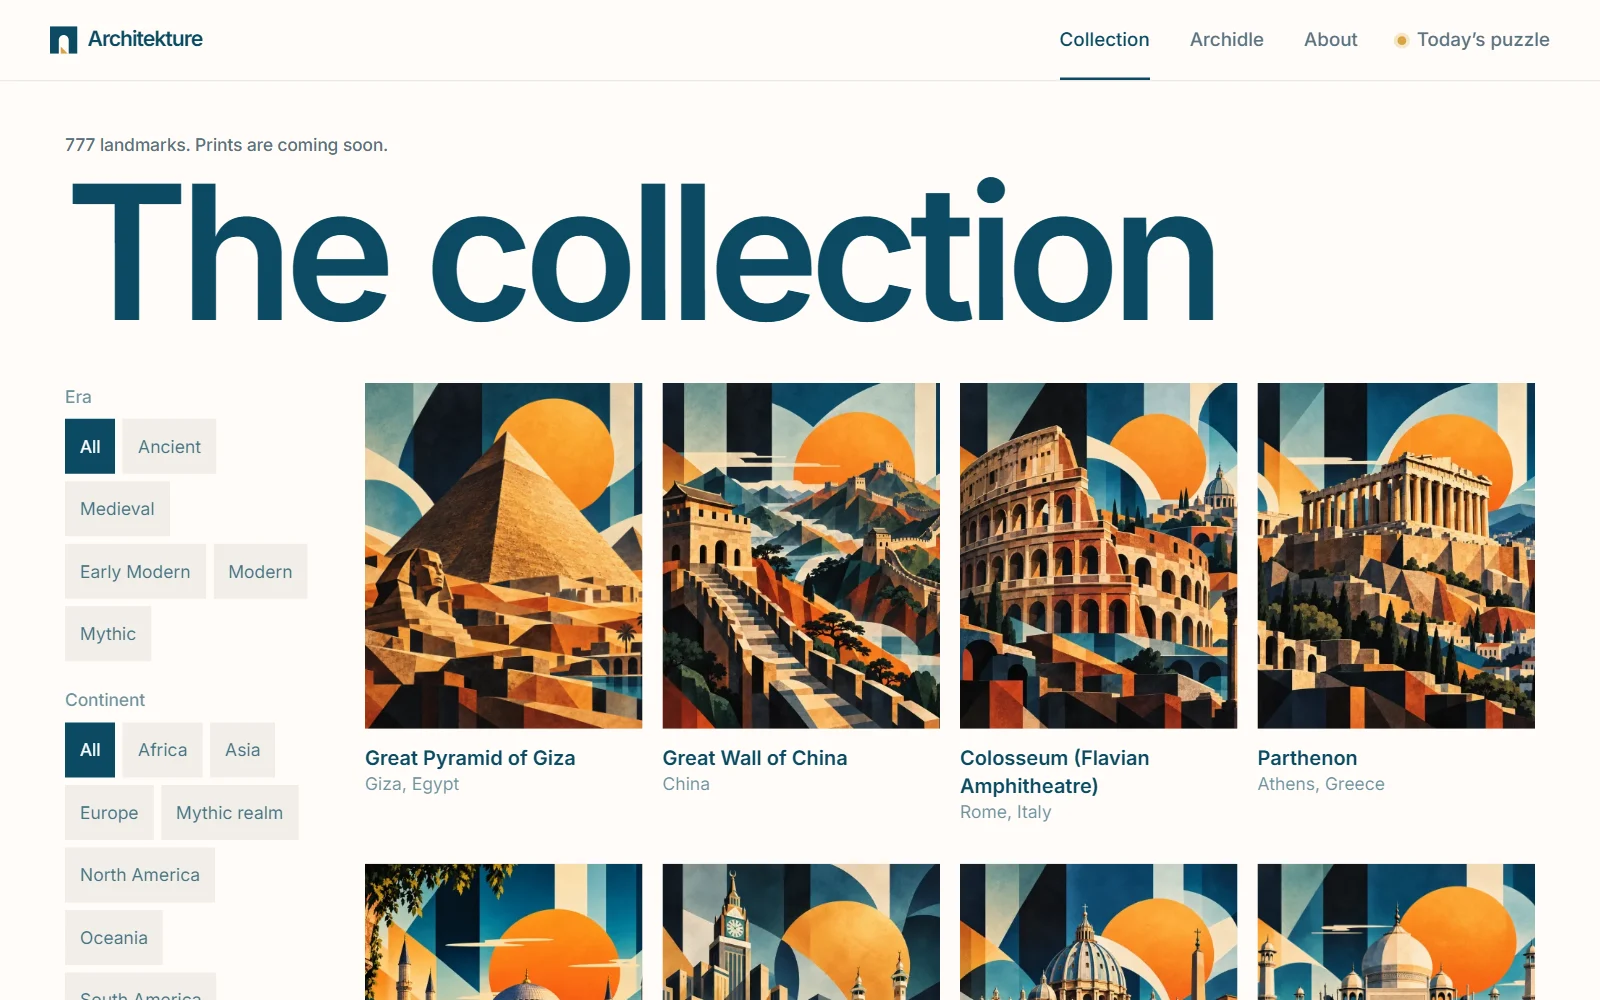 Architekture
Collection
Archidle
About
Today's puzzle
777 landmarks. Prints are coming soon.
The collection
Era
All
Ancient
Medieval
Early Modern
Modern
Mythic
Continent
All
Africa
Asia
Europe
Mythic realm
North America
Oceania
South America
Great Pyramid of Giza
Giza, Egypt
Great Wall of China
China
Colosseum (Flavian
Amphitheatre)
Rome, Italy
Parthenon
Athens, Greece